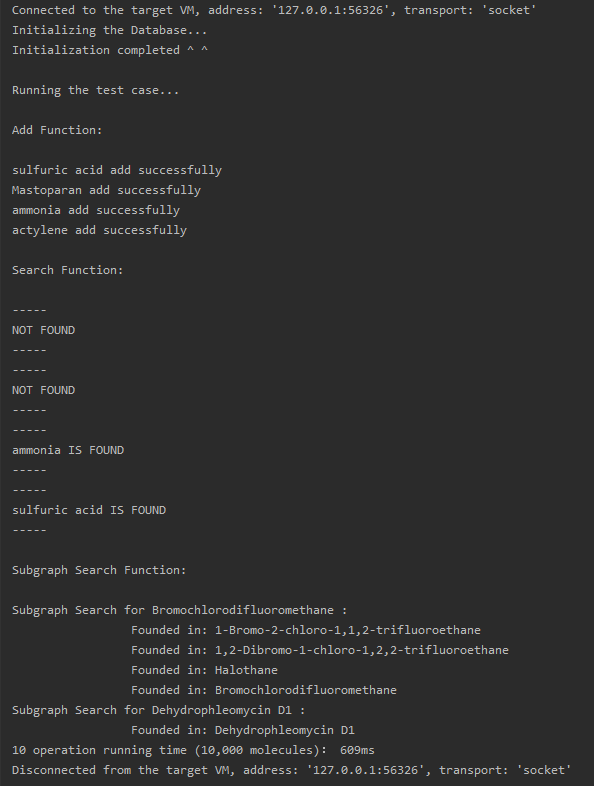 Connected to the target VM, address: '127.0.0.1:56326', transport: 'socket'
Initializing the Database...
Initialization completed ^ ^
Running the test case...
Add Function:
sulfuric acid add successfully
Mastoparan add successfully
ammonia add successfully
actylene add successfully
Search Function:
-----
NOT FOUND
-----
-----
NOT FOUND
-----
-----
ammonia IS FOUND
-----
-----
sulfuric acid IS FOUND
-----
Subgraph Search Function:
Subgraph Search for Bromochlorodifluoromethane :
Founded in: 1-Bromo-2-chloro-1,1,2-trifluoroethane
Founded in: 1,2-Dibromo-1-chloro-1,2,2-trifluoroethane
Founded in: Halothane
Founded in: Bromochlorodifluoromethane
Subgraph Search for Dehydrophleomycin D1 :
Founded in: Dehydrophleomycin D1
10 operation running time (10,000 molecules): 609ms
Disconnected from the target VM, address: '127.0.0.1:56326', transport: 'socket'